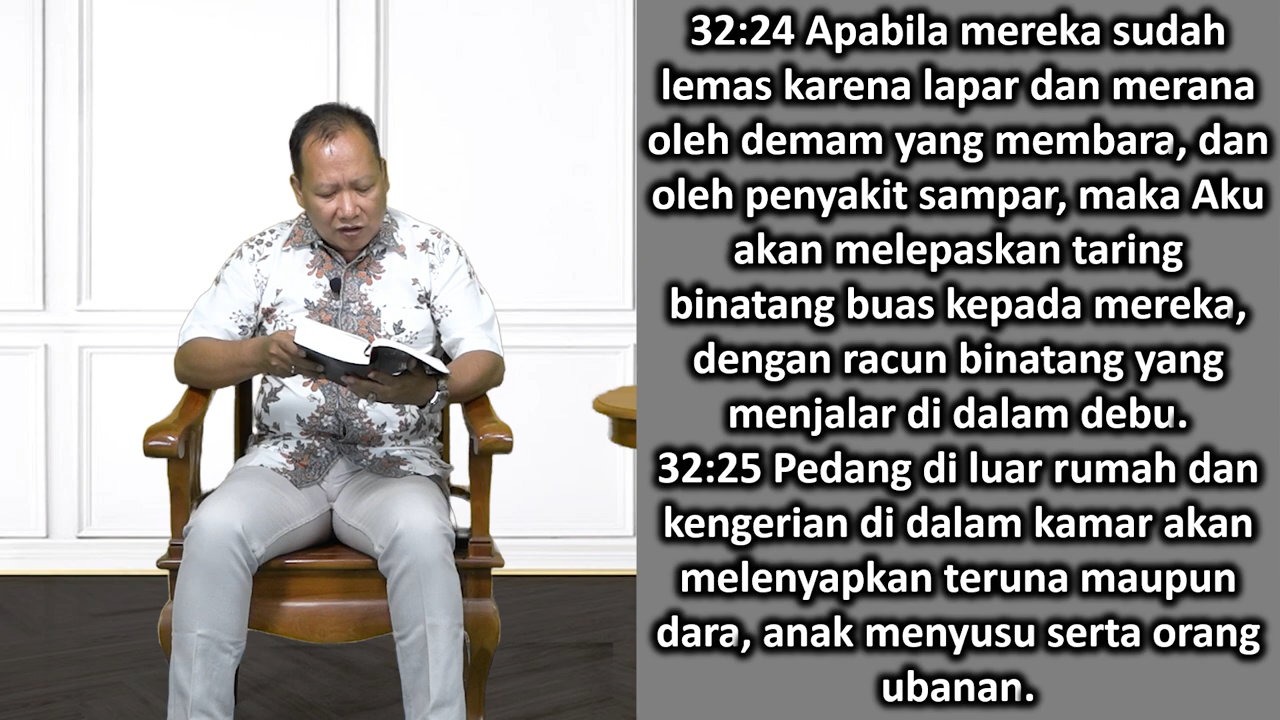 32:24 Apabila mereka sudah
lemas karena lapar dan merana
oleh demam yang membara, dan
oleh penyakit sampar, maka Aku
akan melepaskan taring
binatang buas kepada mereka,
dengan racun binatang yang
menjalar di dalam debu.
32:25 Pedang di luar rumah dan
kengerian di dalam kamar akan
melenyapkan teruna maupun
dara, anak menyusu serta orang
ubanan.